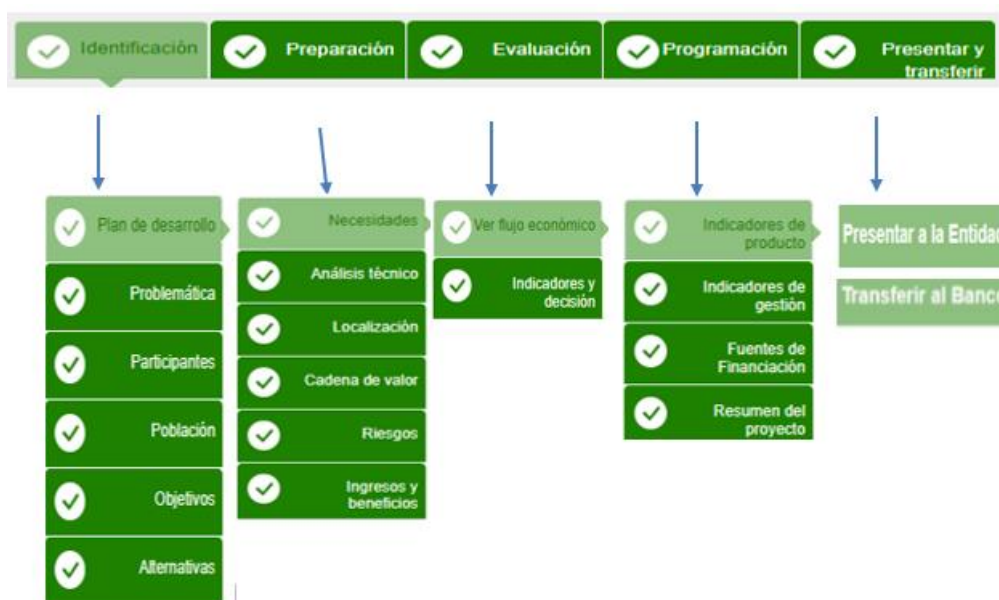 Identificación
Preparación
Evaluación
Programación
Presentar y
transferir
Plan de desarrollo
Problemática
Participantes
Población
Objetivos
Alternativas
Necesidades
Análisis técnico
Localización
Cadena de valor
Riesgos
Ingresos y
beneficios
Ver flujo económico
Indicadores y
decisión
Indicadores de
producto
Indicadores de
gestión
Fuentes de
Financiación
Resumen del
proyecto
Presentar a la Entidad
Transferir al Banco